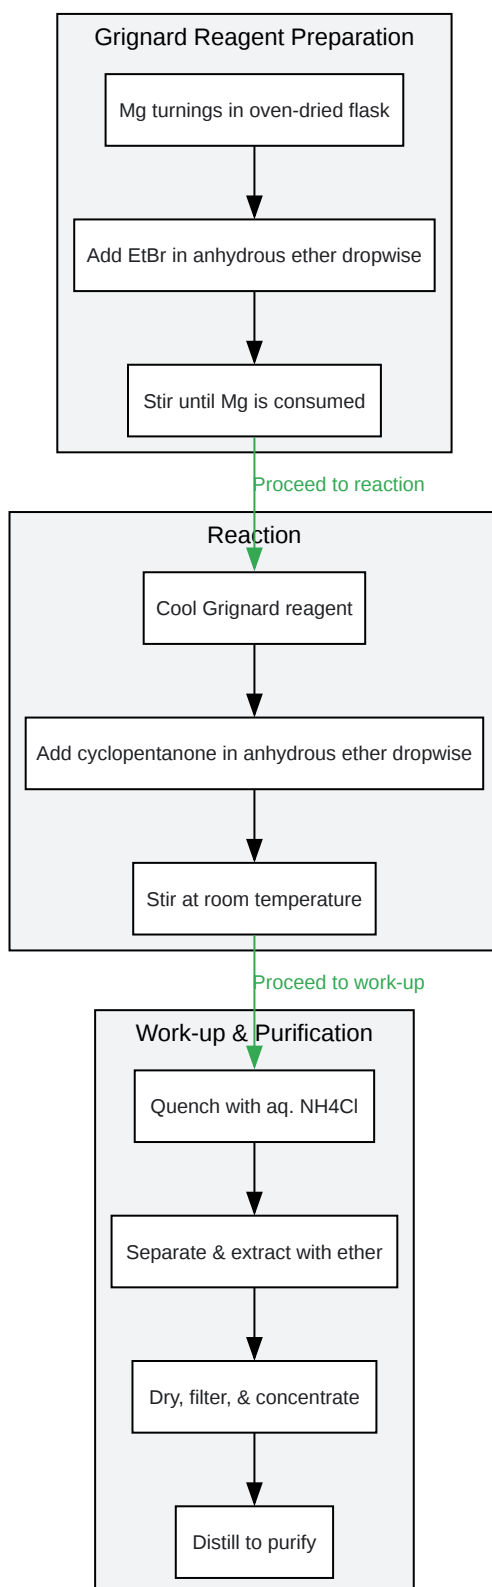 Grignard Reagent Preparation
Mg turnings in oven-dried flask
Add EtBr in anhydrous ether dropwise
Stir until Mg is consumed
Proceed to reaction
Reaction
Cool Grignard reagent
Add cyclopentanone in anhydrous ether dropwise
Stir at room temperature
Proceed to work-up
Work-up & Purification
Quench with aq. NH4Cl
Separate & extract with ether
Dry, filter, & concentrate
Distill to purify